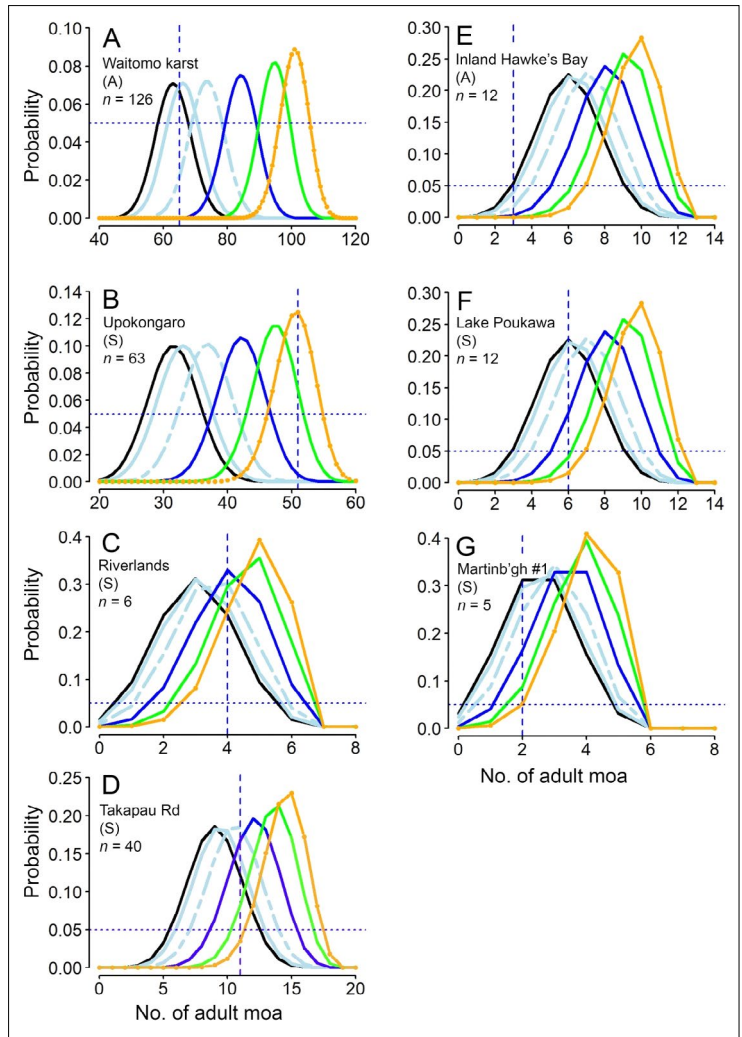 A
Waitomo karst
(A)
n = 126
Probability
0.10
0.08
0.06
0.04
0.02
0.00
40 60 80 100 120
B
Upokongaro
(S)
n = 63
Probability
0.14
0.12
0.10
0.08
0.06
0.04
0.02
0.00
20 30 40 50 60
C
Riverlands
(S)
n = 6
Probability
0.4
0.3
0.2
0.1
0.0
0 2 4 6 8
D
Takapau Rd
(S)
n = 40
Probability
0.25
0.20
0.15
0.10
0.05
0.00
0 5 10 15 20
No. of adult moa
E
Inland Hawke's Bay
(A)
n = 12
0.30
0.25
0.20
0.15
0.10
0.05
0.00
0 2 4 6 8 10 12 14
F
Lake Poukawa
(S)
n = 12
0.30
0.25
0.20
0.15
0.10
0.05
0.00
0 2 4 6 8 10 12 14
G
Martinb'gh #1
(S)
n = 5
0.4
0.3
0.2
0.1
0.0
0 2 4 6 8
No. of adult moa